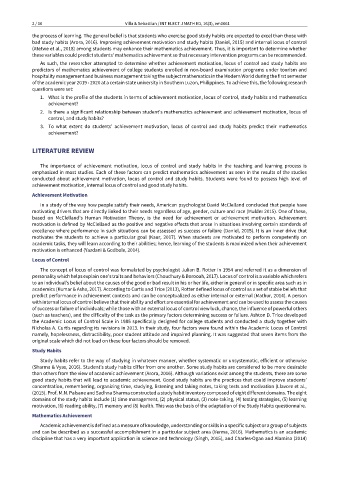 2 / 16 Villa & Sebastian / INT ELECT J MATH ED, 16(3), em0654
the process of learning. The general belief is that students who exercise good study habits are expected to excel than those with
bad study habits (Arora, 2016). Improving achievement motivation and study habits (Daniel, 2015) and internal locus of control
(Atetwe et al., 2018) among students may enhance their mathematics achievement. Thus, it is important to determine whether
these variables could predict students' mathematics achievement so that necessary intervention programs can be recommended.
As such, the researcher attempted to determine whether achievement motivation, locus of control and study habits are
predictors of mathematics achievement of college students enrolled in non-board examination programs under tourism and
hospitality management and business management taking the subject mathematics in the Modern World during the first semester
of the academic year 2019 - 2020 at a certain state university in Southern Luzon, Philippines. To achieve this, the following research
questions were set:
1. What is the profile of the students in terms of achievement motivation, locus of control, study habits and mathematics
achievement?
2. Is there a significant relationship between student's mathematics achievement and achievement motivation, locus of
control, and study habits?
3. To what extent do students' achievement motivation, locus of control and study habits predict their mathematics
achievement?
LITERATURE REVIEW
The importance of achievement motivation, locus of control and study habits in the teaching and learning process is
emphasized in most studies. Each of these factors can predict mathematics achievement as seen in the results of the studies
conducted about achievement motivation, locus of control and study habits. Students were found to possess high level of
achievement motivation, internal locus of control and good study habits.
Achievement Motivation
In a study of the way how people satisfy their needs, American psychologist David McClelland concluded that people have
motivating drivers that are directly linked to their needs regardless of age, gender, culture and race (Mulder 2015). One of these,
based on McClelland's Human Motivation Theory, is the need for achievement or achievement motivation. Achievement
motivation is defined by McClelland as the positive and negative effects that arose in situations involving certain standards of
excellence where performance in such situations can be assessed as success or failure (Daniel, 2015). It is an inner drive that
motivates the students to achieve a particular goal (Nuan, 2017). When students are motivated to perform competently on
academic tasks, they will learn according to their abilities, hence, learning of the students is maximized when their achievement
motivation is enhanced (Yazdani & Godbole, 2014).
Locus of Control
The concept of locus of control was formulated by psychologist Julian B. Rotter in 1954 and referred it as a dimension of
personality which helps explain one's traits and behaviors (Choudhury & Borooah, 2017). Locus of control is a variable which refers
to an individual's belief about the causes of the good or bad results in his or her life, either in general or in specific area such as in
academics (Kumar & Asha, 2017). According to Curtis and Trice (2013), Rotter defined locus of control as a set of stable beliefs that
predict performance in achievement contexts and can be conceptualized as either internal or external (Kiklber, 2014). A person
with internal locus of control believes that their ability and effort are essential for achievement and can be used to assess the causes
of success or failure of individuals; while those with an external locus of control view luck, chance, the influences of powerful others
(such as teachers), and the difficulty of the task as the primary factors determining success or failure. Ashton D. Trice developed
the Academic Locus of Control Scale in 1985 specifically designed for college students and conducted a study together with
Nicholas A. Curtis regarding its revisions in 2013. In their study, four factors were found within the Academic Locus of Control
namely, hopelessness, distractibility, poor student attitude and impaired planning. It was suggested that seven items from the
original scale which did not load on these four factors should be removed.
Study Habits
Study habits refer to the way of studying in whatever manner, whether systematic or unsystematic, efficient or otherwise
(Sharma & Vyas, 2016). Student's study habits differ from one another. Some study habits are considered to be more desirable
than others from the view of academic achievement (Arora, 2016). Although variations exist among the students, there are some
good study habits that will lead to academic achievement. Good study habits are the practices that could improve students'
concentration, remembering, organizing time, studying, listening and taking notes, taking tests and motivation (Lawore et al.,
(2015). Prof. M.N. Palsane and Sadhna Sharma constructed a study habit inventory composed of eight different domains. The eight
domains of the study habits include (1) time management, (2) physical status, (3) note-taking, (4) testing strategies, (5) learning
motivation, (6) reading ability, (7) memory and (8) health. This was the basis of the adaptation of the Study Habits questionnaire.
Mathematics Achievement
Academic achievement is defined as a measure of knowledge, understanding or skills in a specific subject or a group of subjects
and can be described as a successful accomplishment in a particular subject area (Verma, 2016). Mathematics is an academic
discipline that has a very important application in science and technology (Singh, 2015), and Charles-Ogan and Alamina (2014)